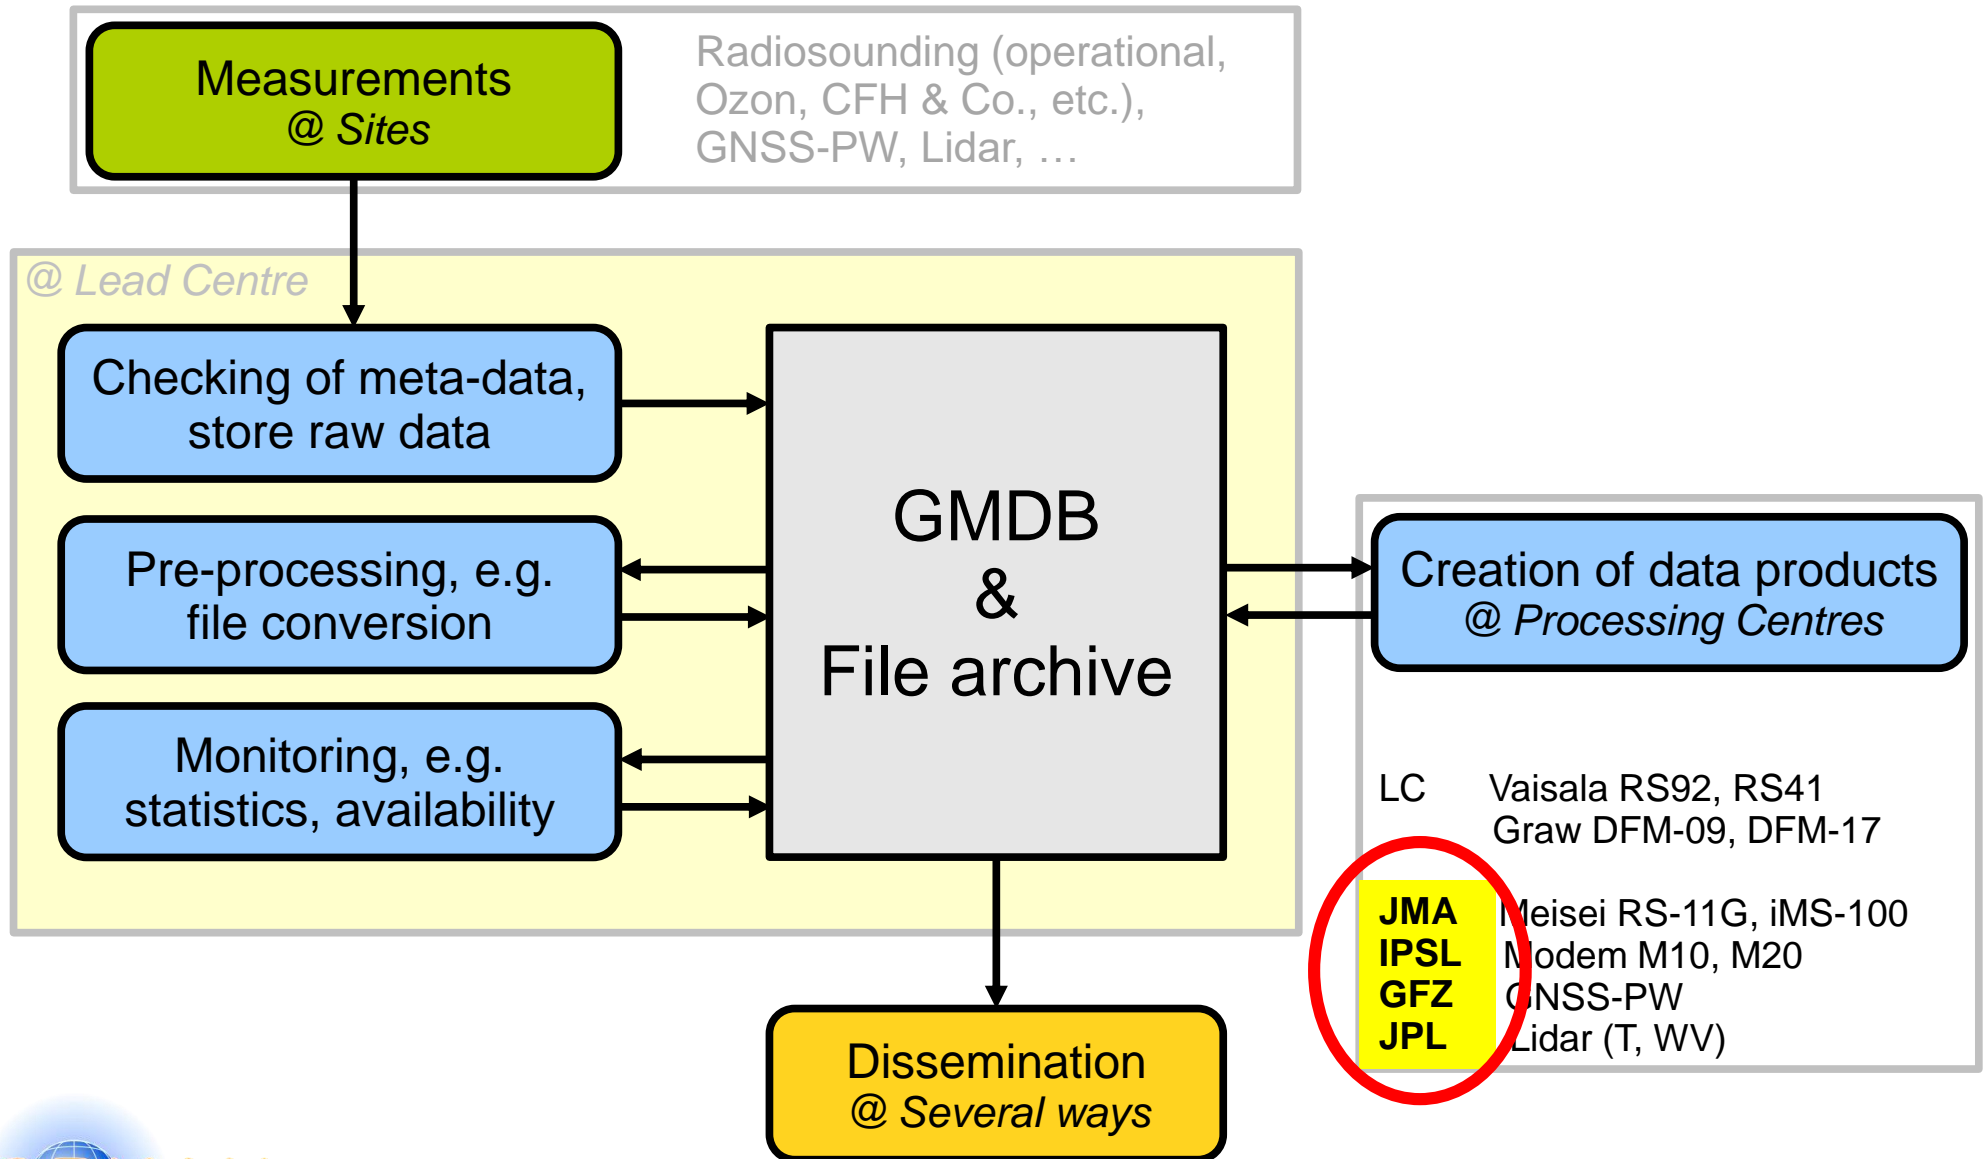 Measurements
@ Sites
Radiosounding (operational,
Ozon, CFH & Co., etc.),
GNSS-PW, Lidar, …
@ Lead Centre
Checking of meta-data,
store raw data
Pre-processing, e.g.
file conversion
Monitoring, e.g.
statistics, availability
GMDB
&
File archive
Creation of data products
@ Processing Centres
LC Vaisala RS92, RS41
Graw DFM-09, DFM-17
JMA Meisei RS-11G, iMS-100
IPSL Modem M10, M20
GFZ GNSS-PW
JPL Lidar (T, WV)
Dissemination
@ Several ways